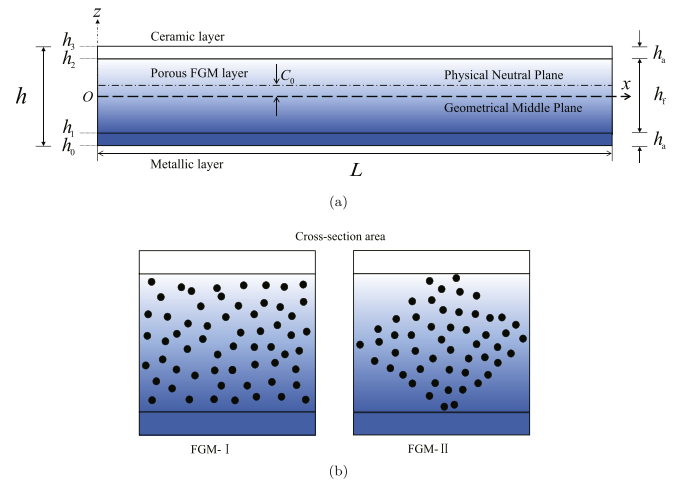 z
h₃
Ceramic layer
h₂
hₐ
Porous FGM layer
C₀
Physical Neutral Plane
h
O
x
h_f
Geometrical Middle Plane
h₁
h₀
hₐ
Metallic layer
L
(a)
Cross-section area
FGM-Ⅰ
FGM-Ⅱ
(b)